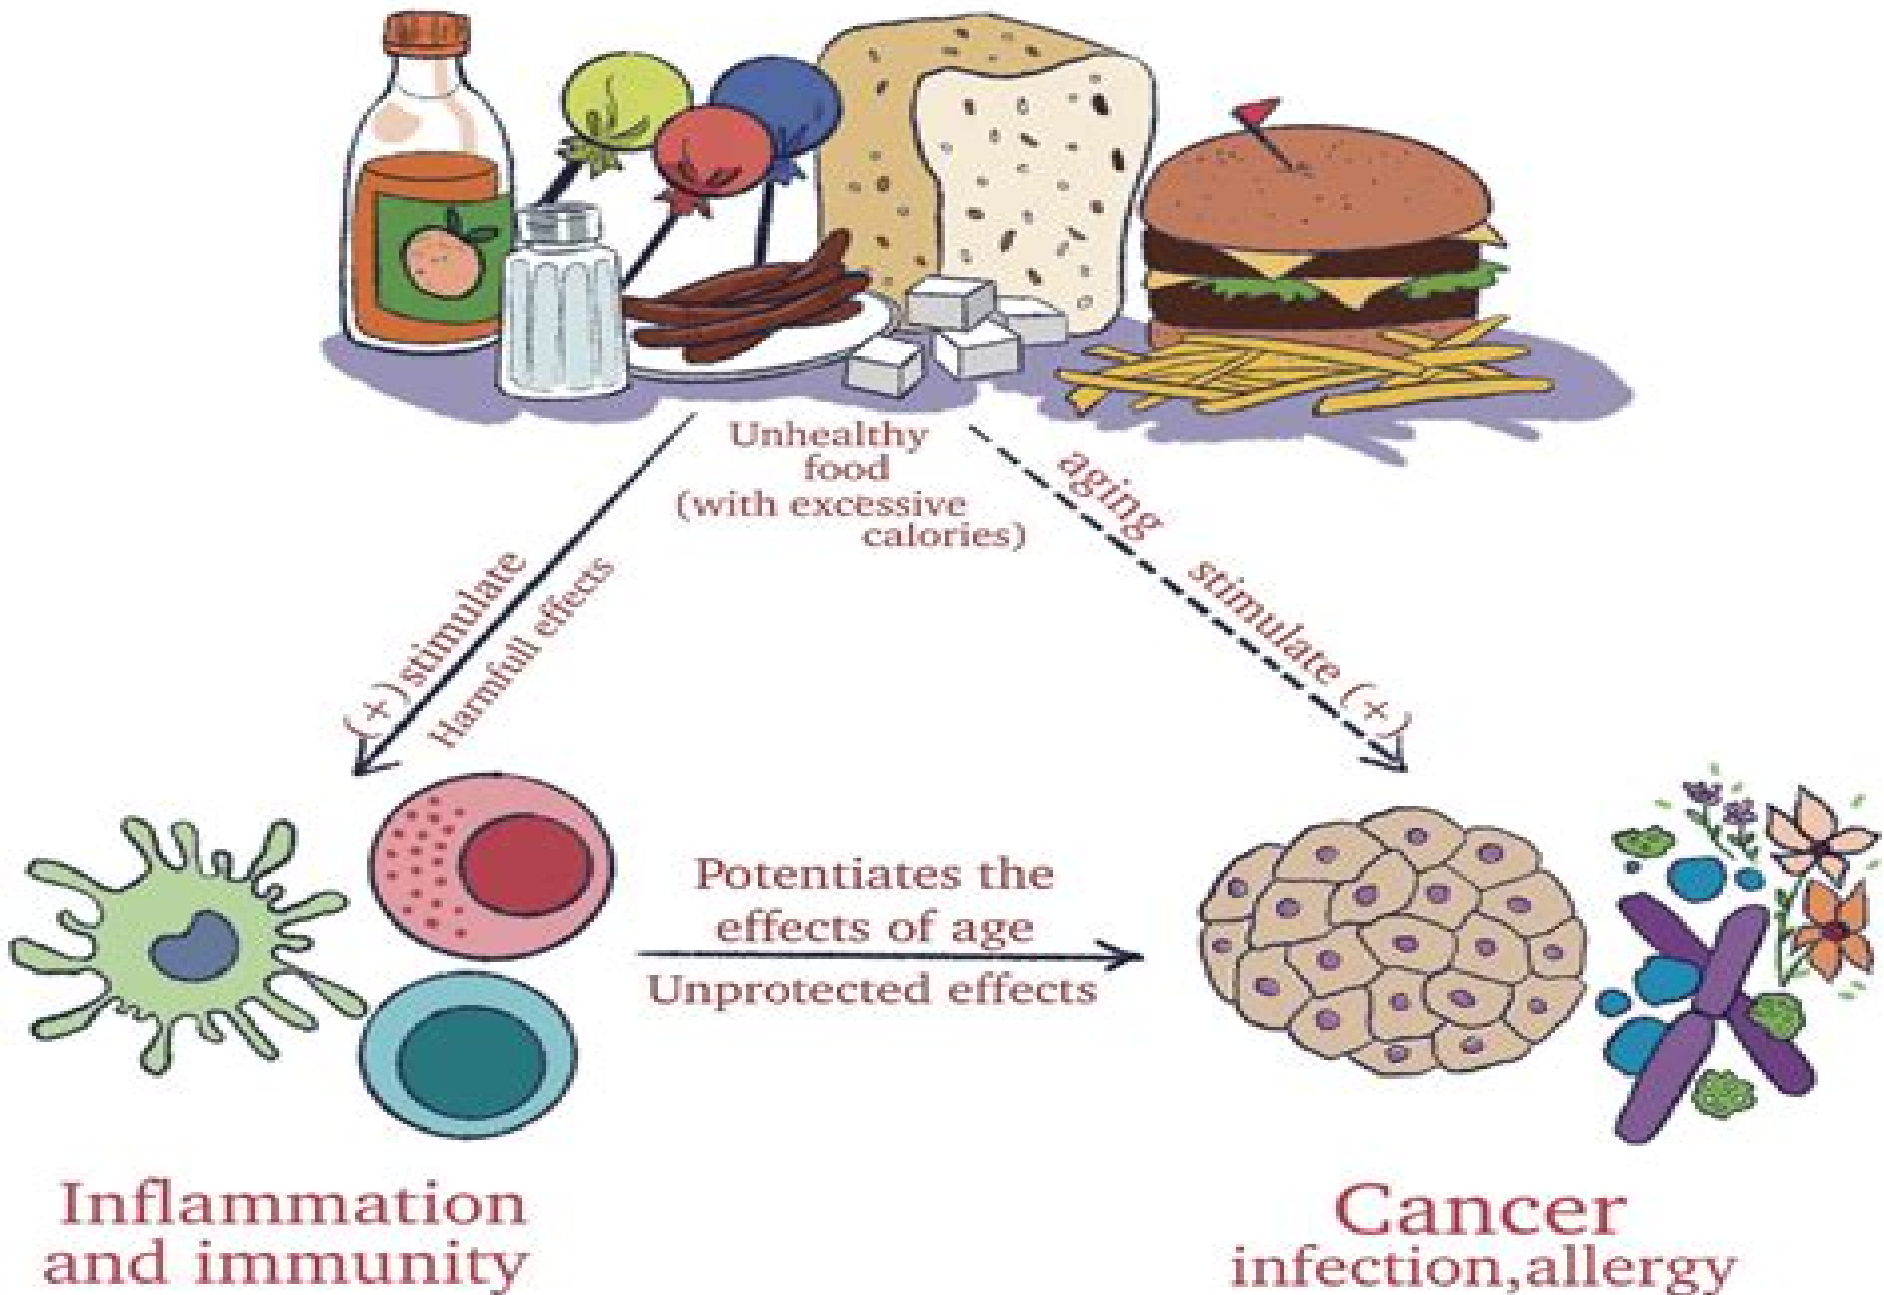 Unhealthy
food
(with excessive
calories)
(+) stimulate
Harmfull effects
aging stimulate (+)
Potentiates the
effects of age
Unprotected effects
Inflammation
and immunity
Cancer
infection,allergy